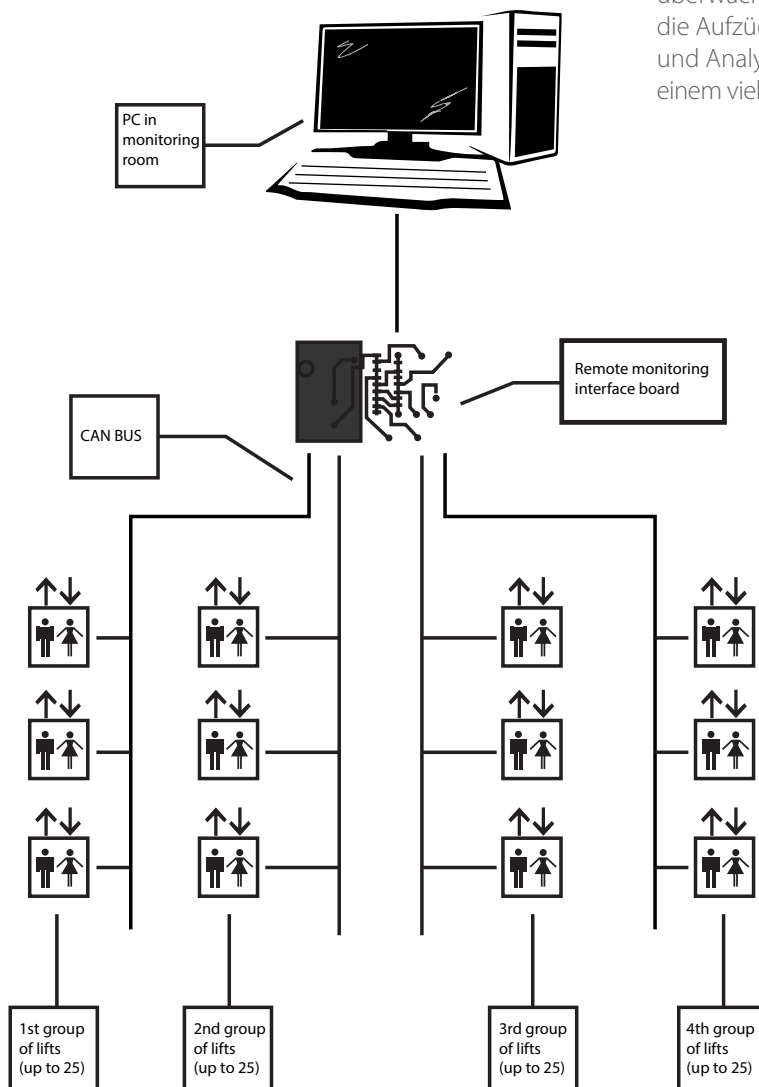 die Aufzü
und Analy
einem viel
PC in
monitoring
room
Remote monitoring
interface board
CAN BUS
1st group
of lifts
(up to 25)
2nd group
of lifts
(up to 25)
3rd group
of lifts
(up to 25)
4th group
of lifts
(up to 25)